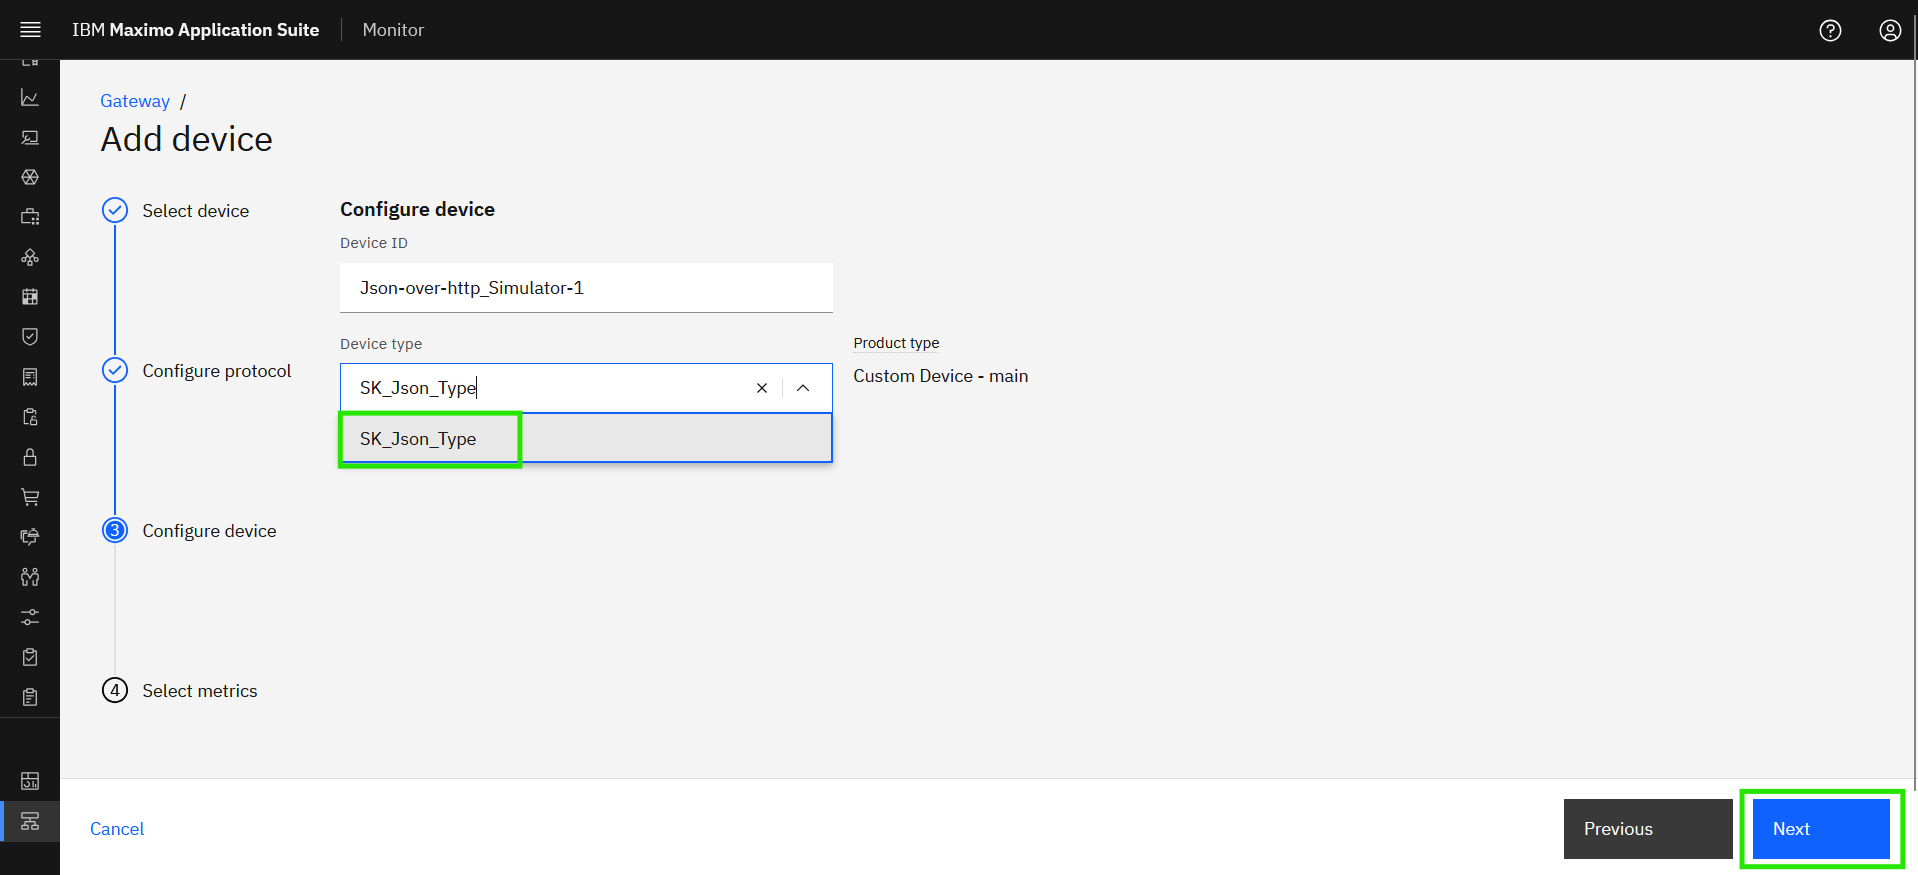 IBM Maximo Application Suite Monitor
Gateway /
Add device
Select device
Configure protocol
3 Configure device
4 Select metrics
Configure device
Device ID
Json-over-http_Simulator-1
Device type
SK_Json_Type
SK_Json_Type
Product type
Custom Device - main
Cancel
Previous
Next